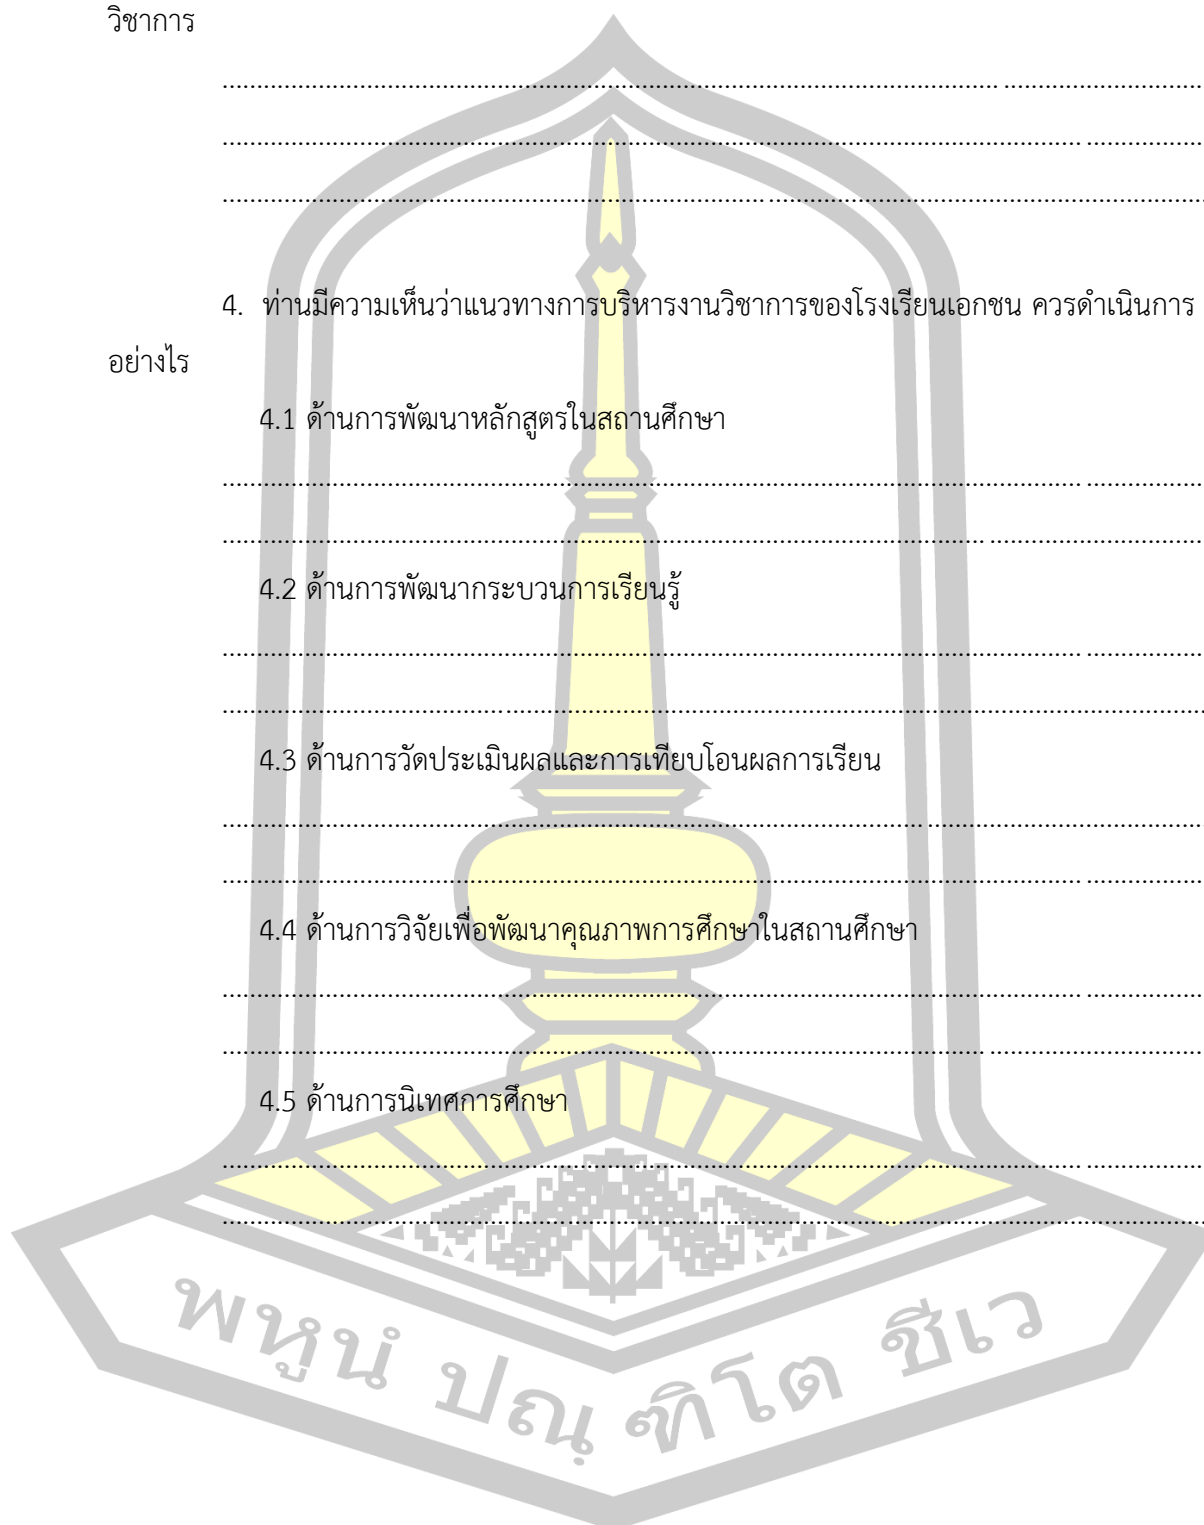 วิชาการ
........................................................................................................................
........................................................................................................................
........................................................................................................................
4. ท่านมีความเห็นว่าแนวทางการบริหารงานวิชาการของโรงเรียนเอกชน ควรดำเนินการ
อย่างไร
4.1 ด้านการพัฒนาหลักสูตรในสถานศึกษา
........................................................................................................................
........................................................................................................................
4.2 ด้านการพัฒนากระบวนการเรียนรู้
........................................................................................................................
........................................................................................................................
4.3 ด้านการวัดประเมินผลและการเทียบโอนผลการเรียน
........................................................................................................................
........................................................................................................................
4.4 ด้านการวิจัยเพื่อพัฒนาคุณภาพการศึกษาในสถานศึกษา
........................................................................................................................
........................................................................................................................
4.5 ด้านการนิเทศการศึกษา
........................................................................................................................
........................................................................................................................
พหูนํ ปณฺฑิโต ชีเว